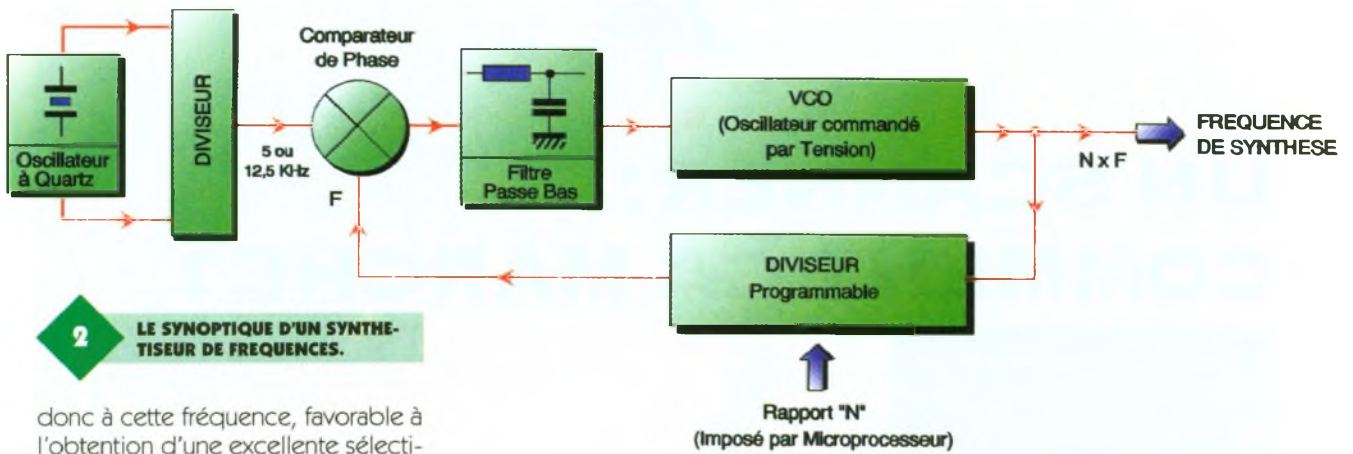 Oscillateur
à Quartz
DIVISEUR
5 ou
12,5 KHz
Comparateur
de Phase
F
Filtre
Passe Bas
VCO
(Oscillateur commandé
par Tension)
N x F
FREQUENCE
DE SYNTHESE
DIVISEUR
Programmable
Rapport "N"
(Imposé par Microprocesseur)
2
LE SYNOPTIQUE D'UN SYNTHE-
TISEUR DE FREQUENCES.
donc à cette fréquence, favorable à
l'obtention d'une excellente sélecti-